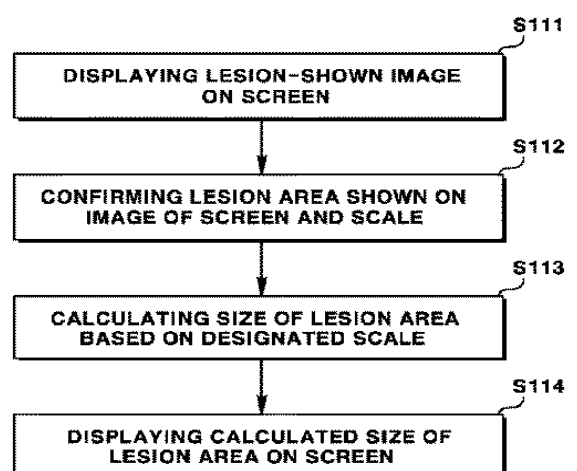 S111
DISPLAYING LESION-SHOWN IMAGE
ON SCREEN
S112
CONFIRMING LESION AREA SHOWN ON
IMAGE OF SCREEN AND SCALE
S113
CALCULATING SIZE OF LESION AREA
BASED ON DESIGNATED SCALE
S114
DISPLAYING CALCULATED SIZE OF
LESION AREA ON SCREEN